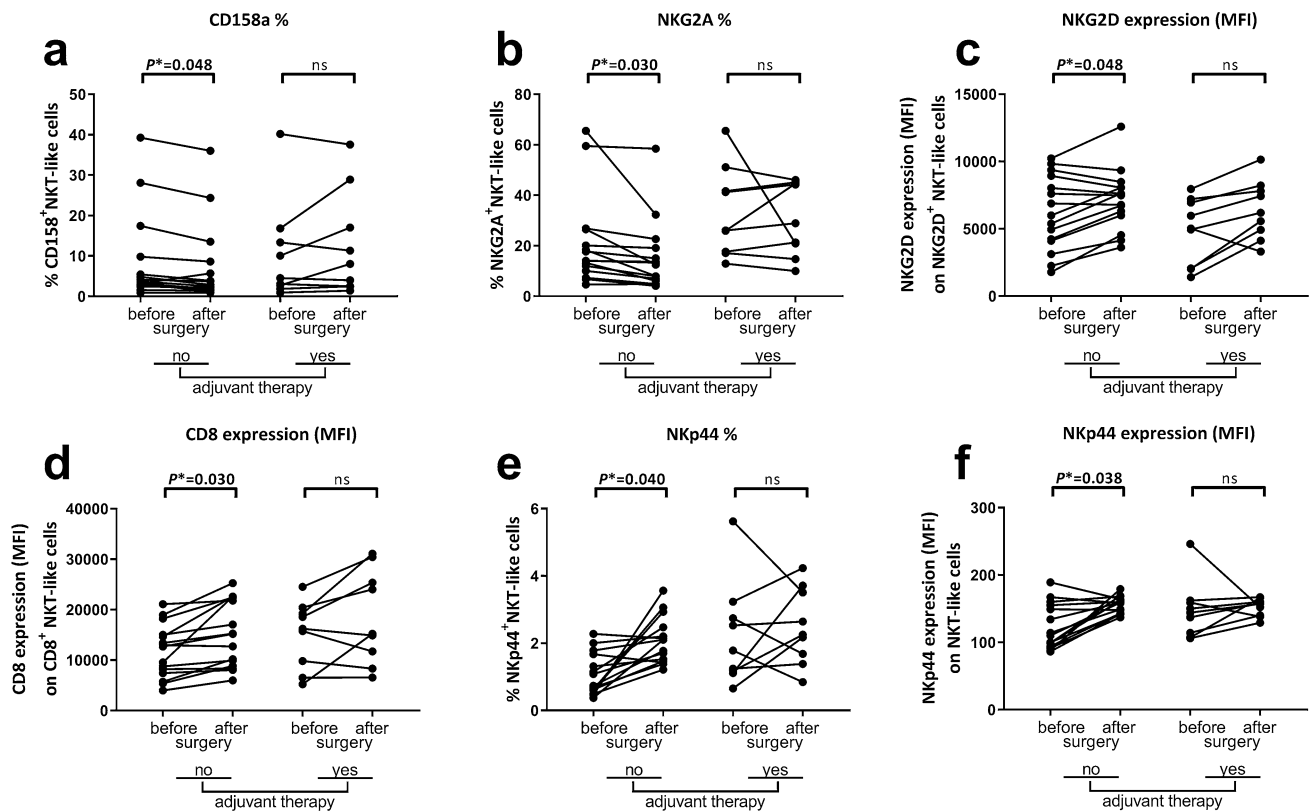 CD158a %
a
P*=0.048
ns
% CD158⁺NKT-like cells
50
40
30
20
10
0
before after
surgery
before after
surgery
no
yes
adjuvant therapy
NKG2A %
b
P*=0.030
ns
% NKG2A⁺NKT-like cells
80
60
40
20
0
before after
surgery
before after
surgery
no
yes
adjuvant therapy
NKG2D expression (MFI)
c
P*=0.048
ns
NKG2D expression (MFI)
on NKG2D⁺ NKT-like cells
15000
10000
5000
0
before after
surgery
before after
surgery
no
yes
adjuvant therapy
CD8 expression (MFI)
d
P*=0.030
ns
CD8 expression (MFI)
on CD8⁺ NKT-like cells
40000
30000
20000
10000
0
before after
surgery
before after
surgery
no
yes
adjuvant therapy
NKp44 %
e
P*=0.040
ns
% NKp44⁺NKT-like cells
6
4
2
0
before after
surgery
before after
surgery
no
yes
adjuvant therapy
NKp44 expression (MFI)
f
P*=0.038
ns
NKp44 expression (MFI)
on NKT-like cells
300
200
100
0
before after
surgery
before after
surgery
no
yes
adjuvant therapy